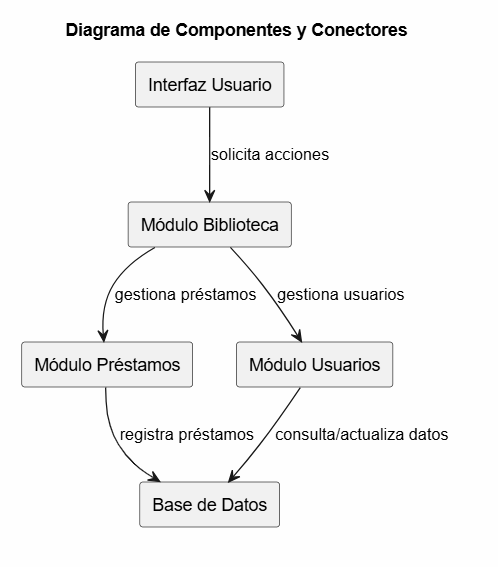 Diagrama de Componentes y Conectores
Interfaz Usuario
solicita acciones
Módulo Biblioteca
gestiona préstamos
gestiona usuarios
Módulo Préstamos
Módulo Usuarios
registra préstamos
consulta/actualiza datos
Base de Datos